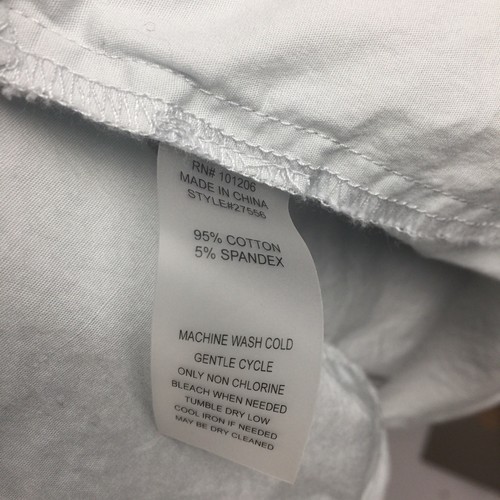 RN# 101206
MADE IN CHINA
STYLE#27556
95% COTTON
5% SPANDEX
MACHINE WASH COLD
GENTLE CYCLE
ONLY NON CHLORINE
BLEACH WHEN NEEDED
TUMBLE DRY LOW
COOL IRON IF NEEDED
MAY BE DRY CLEANED